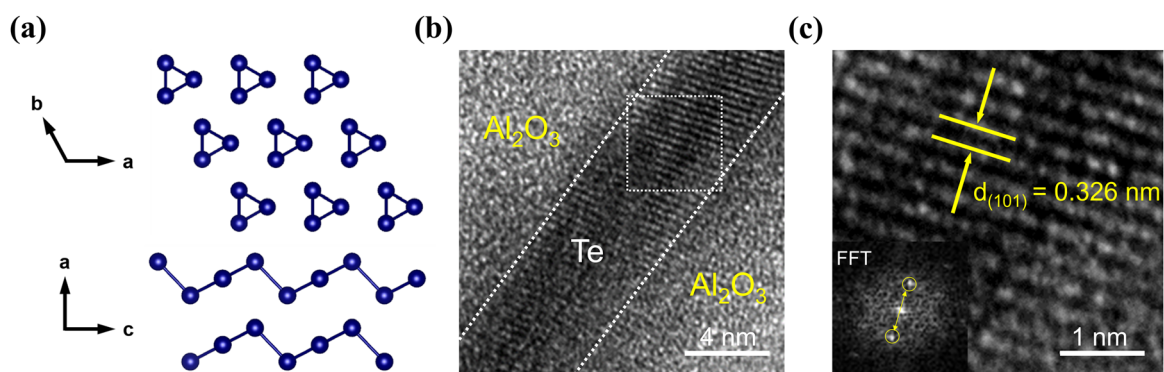 (a)
b
a
a
c
(b)
Al₂O₃
Te
Al₂O₃
4 nm
(c)
d₍₁₀₁₎ = 0.326 nm
FFT
1 nm